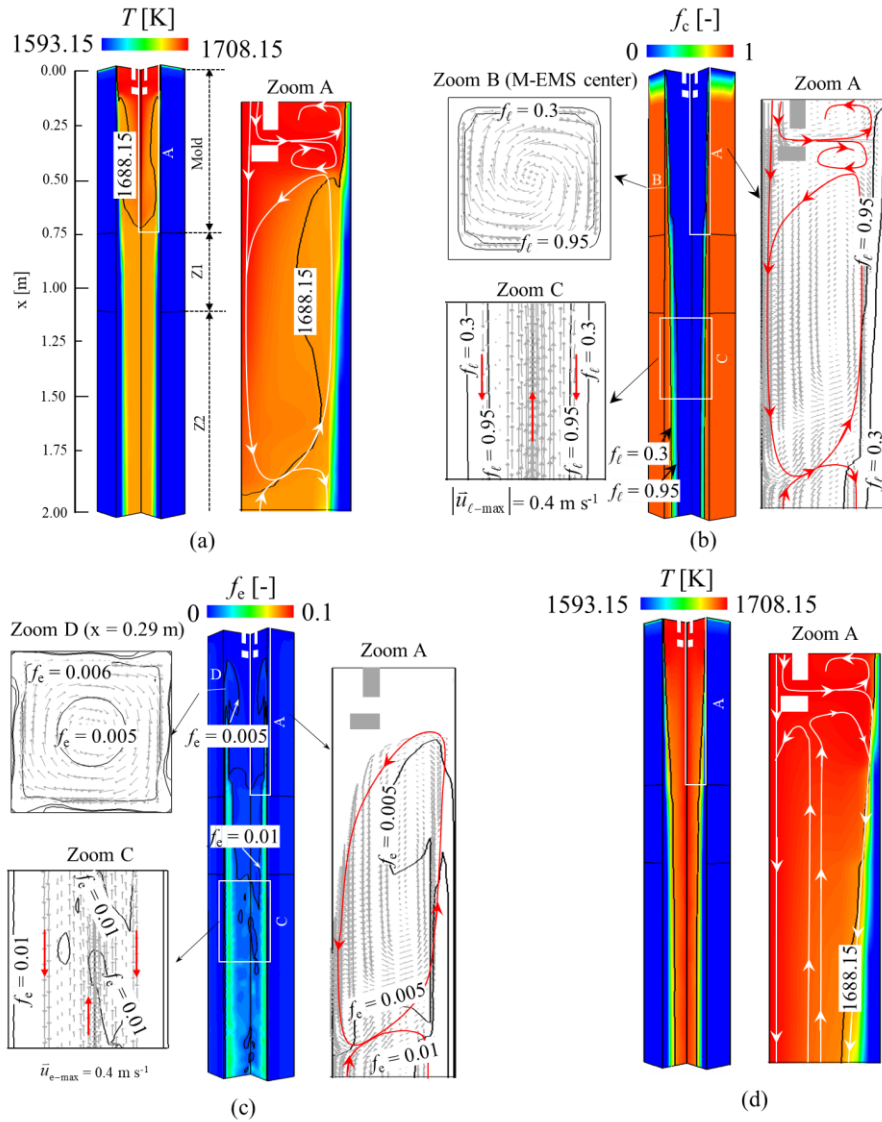 T [K]
1593.15 1708.15
0.00
0.25
0.50
0.75
1.00
1.25
1.50
1.75
2.00
x [m]
1688.15
A
Mold
Z1
Z2
Zoom A
1688.15
(a)
f_c [-]
0 1
Zoom B (M-EMS center)
f_ℓ = 0.3
f_ℓ = 0.95
B
A
Zoom A
f_ℓ = 0.95
f_ℓ = 0.3
Zoom C
f_ℓ = 0.3
f_ℓ = 0.3
f_ℓ = 0.95
f_ℓ = 0.95
C
f_ℓ = 0.3
f_ℓ = 0.95
|u⃗_ℓ-max| = 0.4 m s⁻¹
(b)
f_e [-]
0 0.1
Zoom D (x = 0.29 m)
f_e = 0.006
f_e = 0.005
D
A
f_e = 0.005
f_e = 0.01
Zoom A
f_e = 0.005
f_e = 0.005
f_e = 0.01
Zoom C
f_e = 0.01
f_e = 0.01
f_e = 0.01
C
u⃗_e-max = 0.4 m s⁻¹
(c)
T [K]
1593.15 1708.15
A
Zoom A
1688.15
(d)